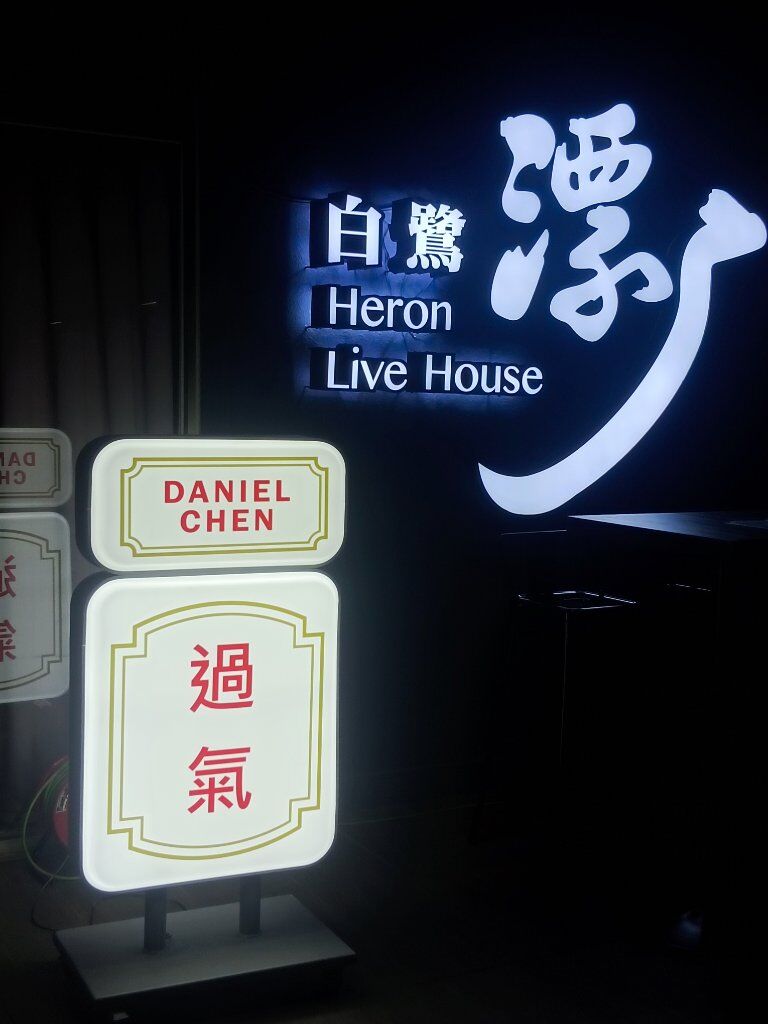 漂
白鷺
Heron
Live House
DANIEL
CHEN
過
氣